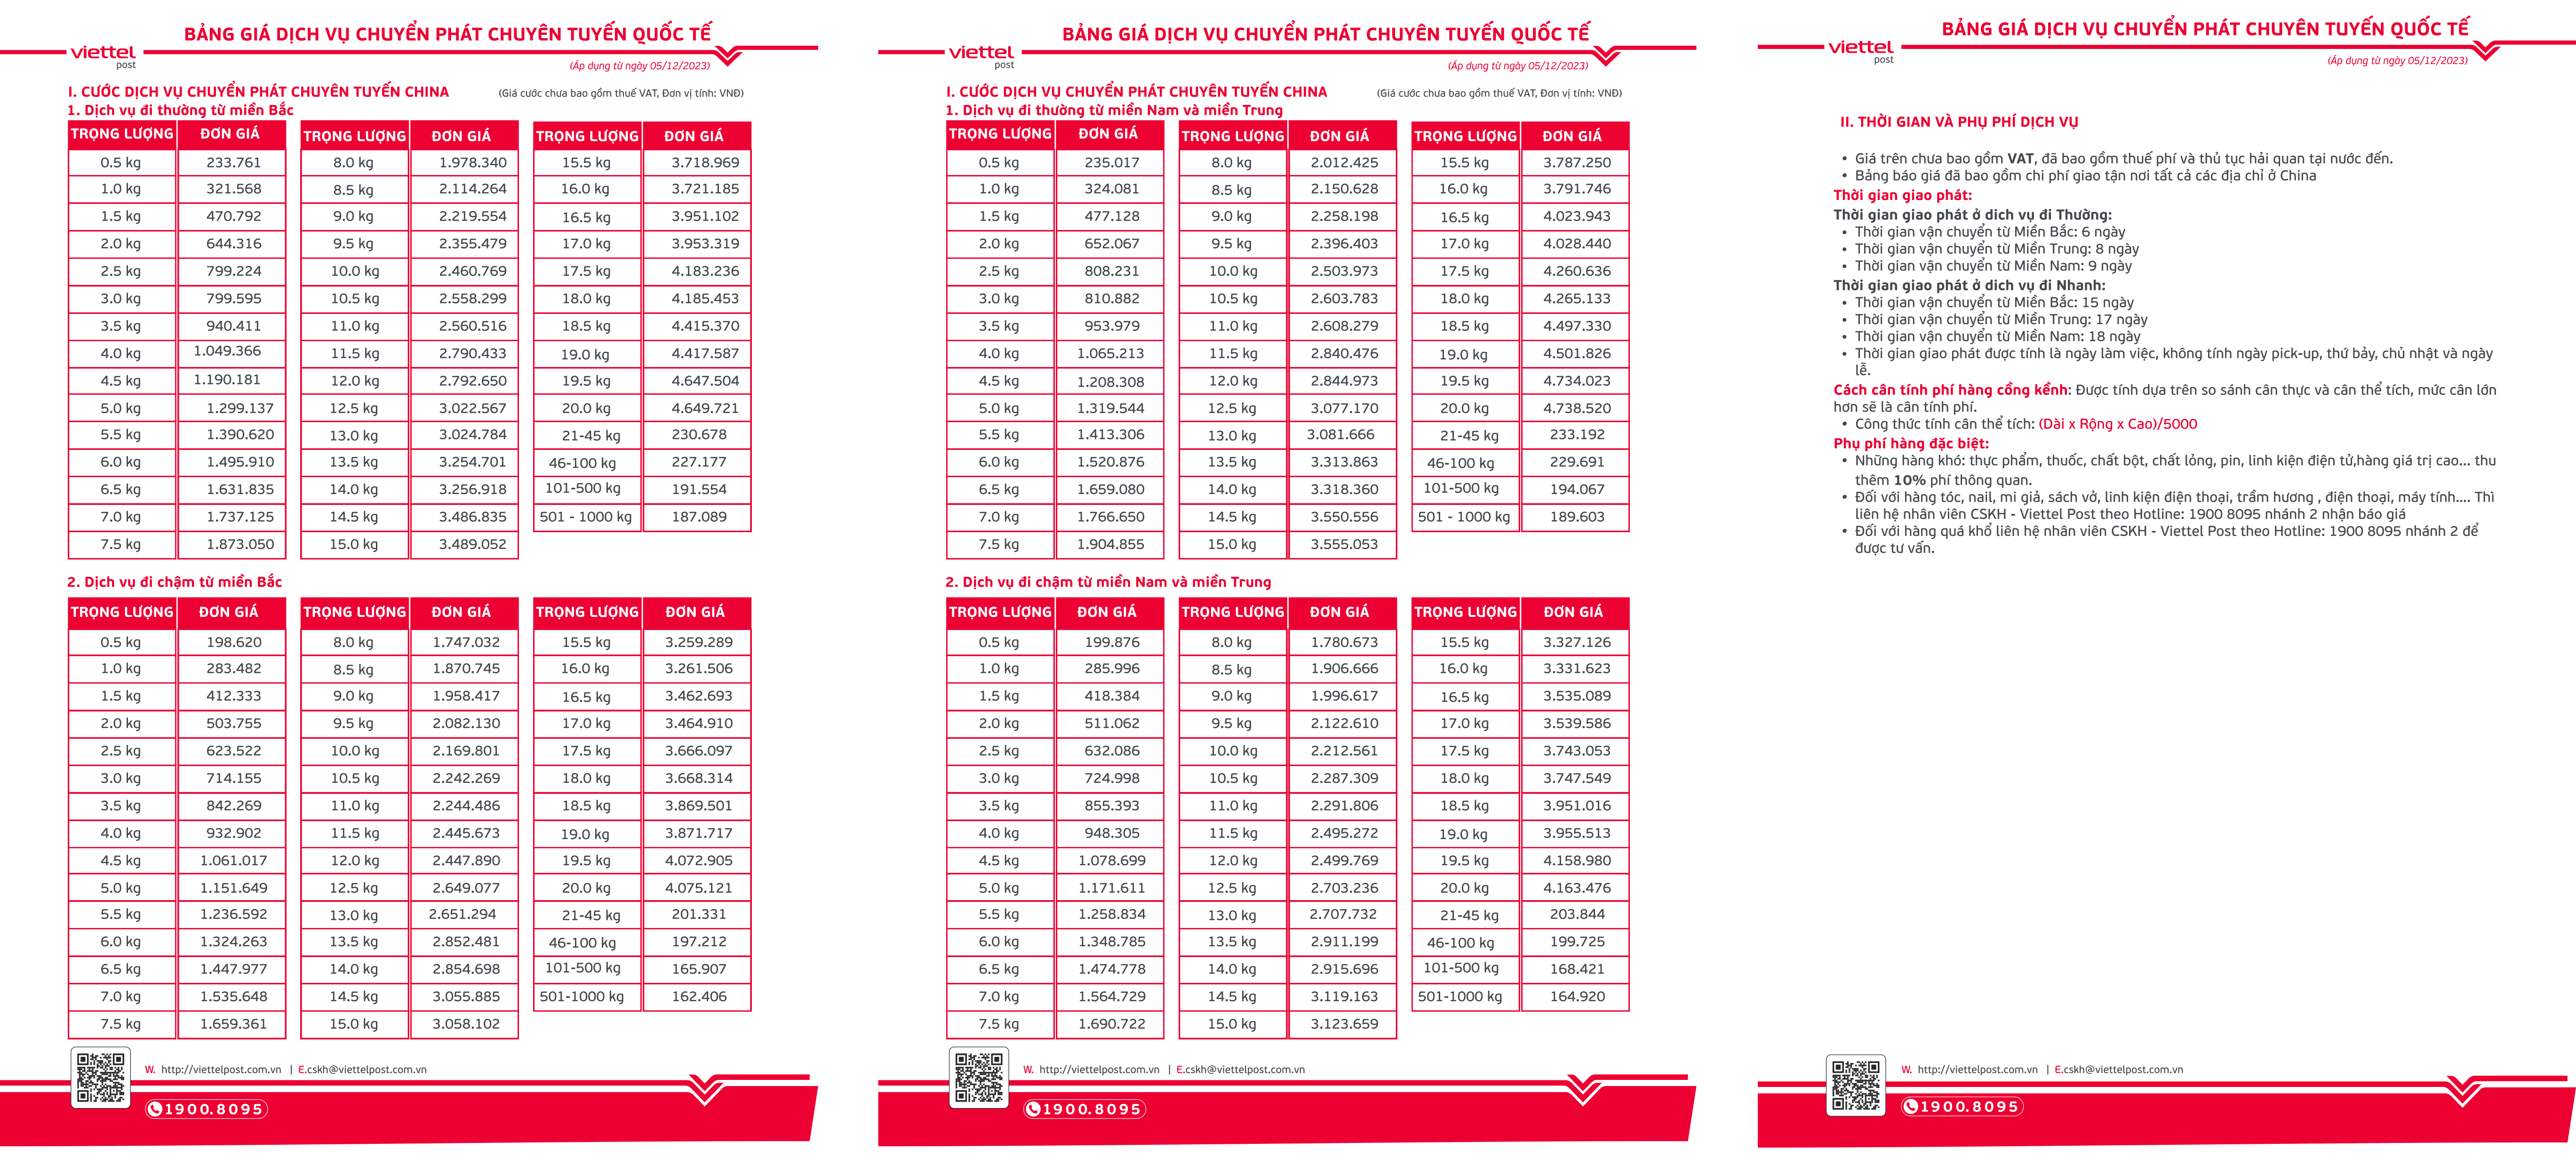 BẢNG GIÁ DỊCH VỤ CHUYỂN PHÁT CHUYÊN TUYẾN QUỐC TẾ
viettel
post
(Áp dụng từ ngày 05/12/2023)
I. CƯỚC DỊCH VỤ CHUYỂN PHÁT CHUYÊN TUYẾN CHINA (Giá cước chưa bao gồm thuế VAT, Đơn vị tính: VNĐ)
1. Dịch vụ đi thường từ miền Bắc
TRỌNG LƯỢNG ĐƠN GIÁ TRỌNG LƯỢNG ĐƠN GIÁ TRỌNG LƯỢNG ĐƠN GIÁ
0.5 kg 233.761 8.0 kg 1.978.340 15.5 kg 3.718.969
1.0 kg 321.568 8.5 kg 2.114.264 16.0 kg 3.721.185
1.5 kg 470.792 9.0 kg 2.219.554 16.5 kg 3.951.102
2.0 kg 644.316 9.5 kg 2.355.479 17.0 kg 3.953.319
2.5 kg 799.224 10.0 kg 2.460.769 17.5 kg 4.183.236
3.0 kg 799.595 10.5 kg 2.558.299 18.0 kg 4.185.453
3.5 kg 940.411 11.0 kg 2.560.516 18.5 kg 4.415.370
4.0 kg 1.049.366 11.5 kg 2.790.433 19.0 kg 4.417.587
4.5 kg 1.190.181 12.0 kg 2.792.650 19.5 kg 4.647.504
5.0 kg 1.299.137 12.5 kg 3.022.567 20.0 kg 4.649.721
5.5 kg 1.390.620 13.0 kg 3.024.784 21-45 kg 230.678
6.0 kg 1.495.910 13.5 kg 3.254.701 46-100 kg 227.177
6.5 kg 1.631.835 14.0 kg 3.256.918 101-500 kg 191.554
7.0 kg 1.737.125 14.5 kg 3.486.835 501 - 1000 kg 187.089
7.5 kg 1.873.050 15.0 kg 3.489.052
2. Dịch vụ đi chậm từ miền Bắc
TRỌNG LƯỢNG ĐƠN GIÁ TRỌNG LƯỢNG ĐƠN GIÁ TRỌNG LƯỢNG ĐƠN GIÁ
0.5 kg 198.620 8.0 kg 1.747.032 15.5 kg 3.259.289
1.0 kg 283.482 8.5 kg 1.870.745 16.0 kg 3.261.506
1.5 kg 412.333 9.0 kg 1.958.417 16.5 kg 3.462.693
2.0 kg 503.755 9.5 kg 2.082.130 17.0 kg 3.464.910
2.5 kg 623.522 10.0 kg 2.169.801 17.5 kg 3.666.097
3.0 kg 714.155 10.5 kg 2.242.269 18.0 kg 3.668.314
3.5 kg 842.269 11.0 kg 2.244.486 18.5 kg 3.869.501
4.0 kg 932.902 11.5 kg 2.445.673 19.0 kg 3.871.717
4.5 kg 1.061.017 12.0 kg 2.447.890 19.5 kg 4.072.905
5.0 kg 1.151.649 12.5 kg 2.649.077 20.0 kg 4.075.121
5.5 kg 1.236.592 13.0 kg 2.651.294 21-45 kg 201.331
6.0 kg 1.324.263 13.5 kg 2.852.481 46-100 kg 197.212
6.5 kg 1.447.977 14.0 kg 2.854.698 101-500 kg 165.907
7.0 kg 1.535.648 14.5 kg 3.055.885 501-1000 kg 162.406
7.5 kg 1.659.361 15.0 kg 3.058.102
W. http://viettelpost.com.vn | E.cskh@viettelpost.com.vn
1900.8095
BẢNG GIÁ DỊCH VỤ CHUYỂN PHÁT CHUYÊN TUYẾN QUỐC TẾ
viettel
post
(Áp dụng từ ngày 05/12/2023)
I. CƯỚC DỊCH VỤ CHUYỂN PHÁT CHUYÊN TUYẾN CHINA (Giá cước chưa bao gồm thuế VAT, Đơn vị tính: VNĐ)
1. Dịch vụ đi thường từ miền Nam và miền Trung
TRỌNG LƯỢNG ĐƠN GIÁ TRỌNG LƯỢNG ĐƠN GIÁ TRỌNG LƯỢNG ĐƠN GIÁ
0.5 kg 235.017 8.0 kg 2.012.425 15.5 kg 3.787.250
1.0 kg 324.081 8.5 kg 2.150.628 16.0 kg 3.791.746
1.5 kg 477.128 9.0 kg 2.258.198 16.5 kg 4.023.943
2.0 kg 652.067 9.5 kg 2.396.403 17.0 kg 4.028.440
2.5 kg 808.231 10.0 kg 2.503.973 17.5 kg 4.260.636
3.0 kg 810.882 10.5 kg 2.603.783 18.0 kg 4.265.133
3.5 kg 953.979 11.0 kg 2.608.279 18.5 kg 4.497.330
4.0 kg 1.065.213 11.5 kg 2.840.476 19.0 kg 4.501.826
4.5 kg 1.208.308 12.0 kg 2.844.973 19.5 kg 4.734.023
5.0 kg 1.319.544 12.5 kg 3.077.170 20.0 kg 4.738.520
5.5 kg 1.413.306 13.0 kg 3.081.666 21-45 kg 233.192
6.0 kg 1.520.876 13.5 kg 3.313.863 46-100 kg 229.691
6.5 kg 1.659.080 14.0 kg 3.318.360 101-500 kg 194.067
7.0 kg 1.766.650 14.5 kg 3.550.556 501 - 1000 kg 189.603
7.5 kg 1.904.855 15.0 kg 3.555.053
2. Dịch vụ đi chậm từ miền Nam và miền Trung
TRỌNG LƯỢNG ĐƠN GIÁ TRỌNG LƯỢNG ĐƠN GIÁ TRỌNG LƯỢNG ĐƠN GIÁ
0.5 kg 199.876 8.0 kg 1.780.673 15.5 kg 3.327.126
1.0 kg 285.996 8.5 kg 1.906.666 16.0 kg 3.331.623
1.5 kg 418.384 9.0 kg 1.996.617 16.5 kg 3.535.089
2.0 kg 511.062 9.5 kg 2.122.610 17.0 kg 3.539.586
2.5 kg 632.086 10.0 kg 2.212.561 17.5 kg 3.743.053
3.0 kg 724.998 10.5 kg 2.287.309 18.0 kg 3.747.549
3.5 kg 855.393 11.0 kg 2.291.806 18.5 kg 3.951.016
4.0 kg 948.305 11.5 kg 2.495.272 19.0 kg 3.955.513
4.5 kg 1.078.699 12.0 kg 2.499.769 19.5 kg 4.158.980
5.0 kg 1.171.611 12.5 kg 2.703.236 20.0 kg 4.163.476
5.5 kg 1.258.834 13.0 kg 2.707.732 21-45 kg 203.844
6.0 kg 1.348.785 13.5 kg 2.911.199 46-100 kg 199.725
6.5 kg 1.474.778 14.0 kg 2.915.696 101-500 kg 168.421
7.0 kg 1.564.729 14.5 kg 3.119.163 501-1000 kg 164.920
7.5 kg 1.690.722 15.0 kg 3.123.659
W. http://viettelpost.com.vn | E.cskh@viettelpost.com.vn
1900.8095
BẢNG GIÁ DỊCH VỤ CHUYỂN PHÁT CHUYÊN TUYẾN QUỐC TẾ
viettel
post
(Áp dụng từ ngày 05/12/2023)
II. THỜI GIAN VÀ PHỤ PHÍ DỊCH VỤ
• Giá trên chưa bao gồm VAT, đã bao gồm thuế phí và thủ tục hải quan tại nước đến.
• Bảng báo giá đã bao gồm chi phí giao tận nơi tất cả các địa chỉ ở China
Thời gian giao phát:
Thời gian giao phát ở dich vụ đi Thường:
• Thời gian vận chuyển từ Miền Bắc: 6 ngày
• Thời gian vận chuyển từ Miền Trung: 8 ngày
• Thời gian vận chuyển từ Miền Nam: 9 ngày
Thời gian giao phát ở dich vụ đi Nhanh:
• Thời gian vận chuyển từ Miền Bắc: 15 ngày
• Thời gian vận chuyển từ Miền Trung: 17 ngày
• Thời gian vận chuyển từ Miền Nam: 18 ngày
• Thời gian giao phát được tính là ngày làm việc, không tính ngày pick-up, thứ bảy, chủ nhật và ngày
lễ.
Cách cân tính phí hàng cồng kềnh: Được tính dựa trên so sánh cân thực và cân thể tích, mức cân lớn
hơn sẽ là cân tính phí.
• Công thức tính cân thể tích: (Dài x Rộng x Cao)/5000
Phụ phí hàng đặc biệt:
• Những hàng khó: thực phẩm, thuốc, chất bột, chất lỏng, pin, linh kiện điện tử,hàng giá trị cao... thu
thêm 10% phí thông quan.
• Đối với hàng tóc, nail, mi giả, sách vở, linh kiện điện thoại, trầm hương , điện thoại, máy tính.... Thì
liên hệ nhân viên CSKH - Viettel Post theo Hotline: 1900 8095 nhánh 2 nhận báo giá
• Đối với hàng quá khổ liên hệ nhân viên CSKH - Viettel Post theo Hotline: 1900 8095 nhánh 2 để
được tư vấn.
W. http://viettelpost.com.vn | E.cskh@viettelpost.com.vn
1900.8095